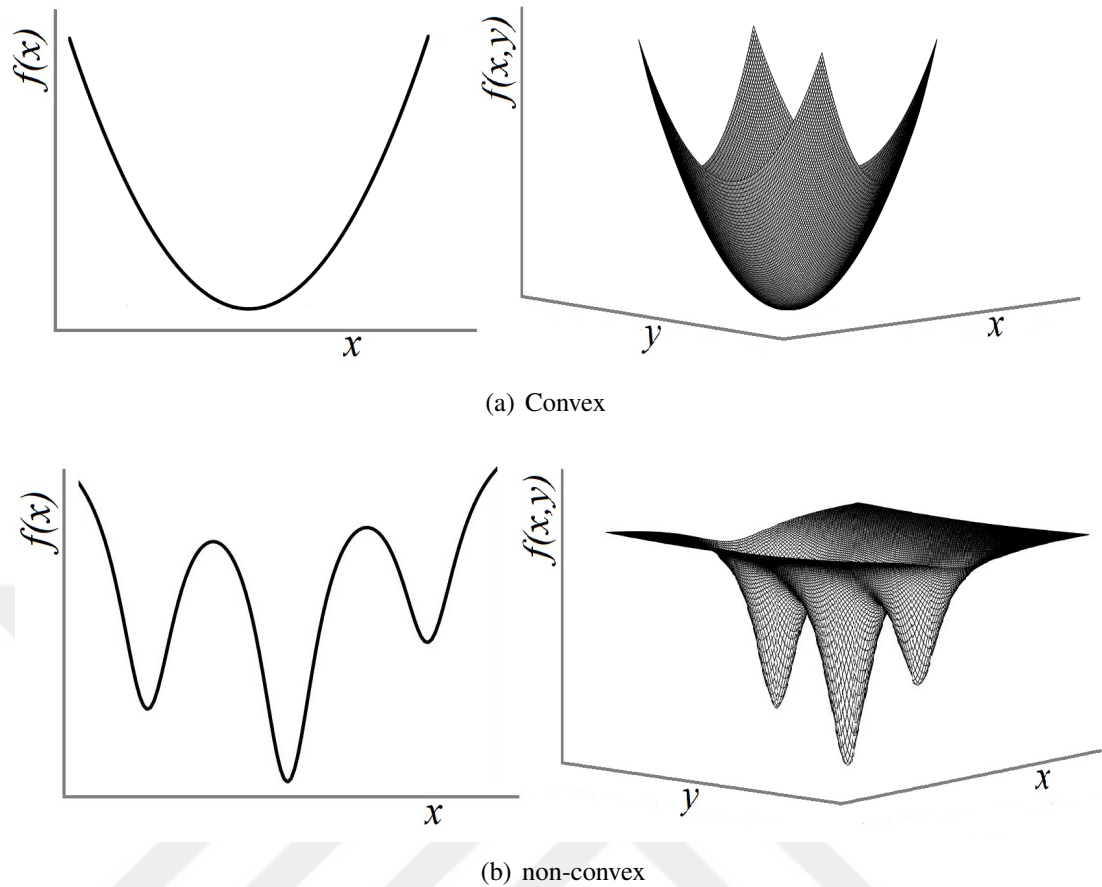 f(x)
x
f(x,y)
y
x
(a) Convex
f(x)
x
f(x,y)
y
x
(b) non-convex